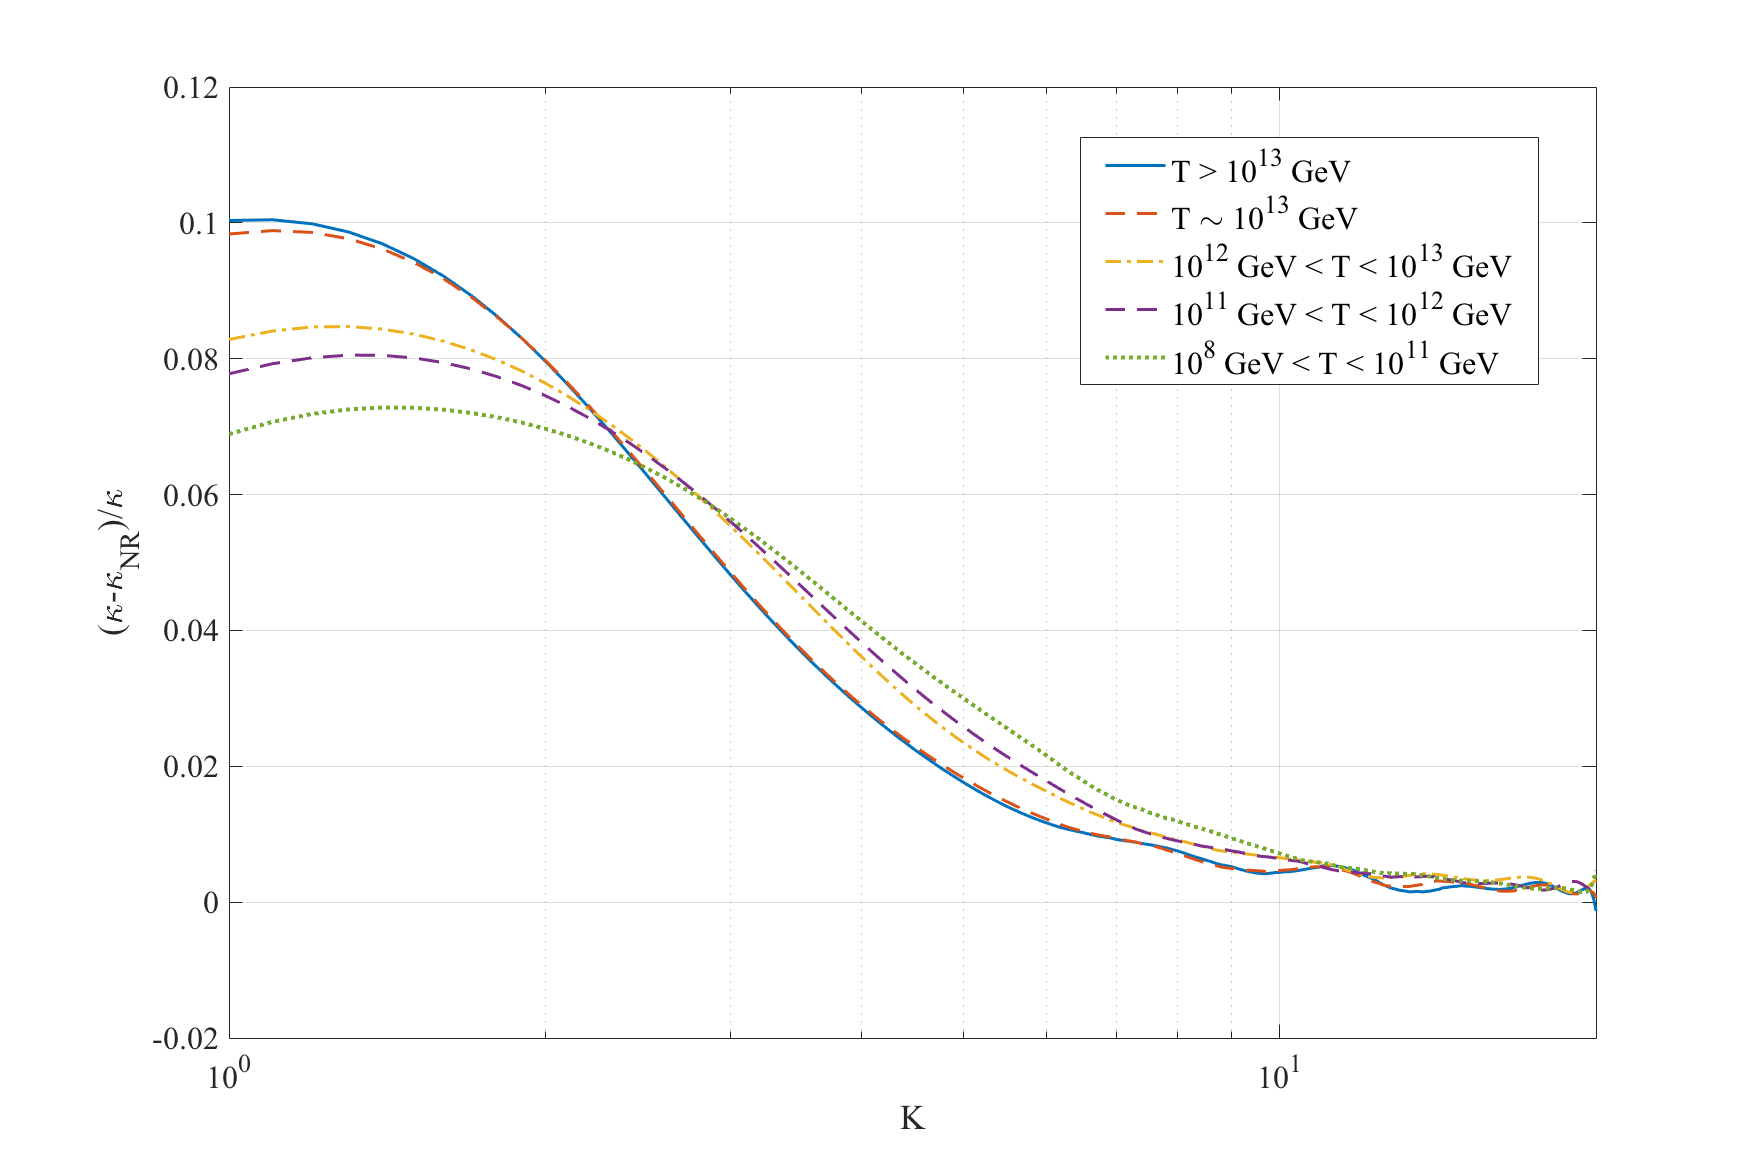 0.12
0.1
0.08
0.06
0.04
0.02
0
-0.02
(κ-κ_NR)/κ
10^0
10^1
K
T > 10^13 GeV
T ∼ 10^13 GeV
10^12 GeV < T < 10^13 GeV
10^11 GeV < T < 10^12 GeV
10^8 GeV < T < 10^11 GeV